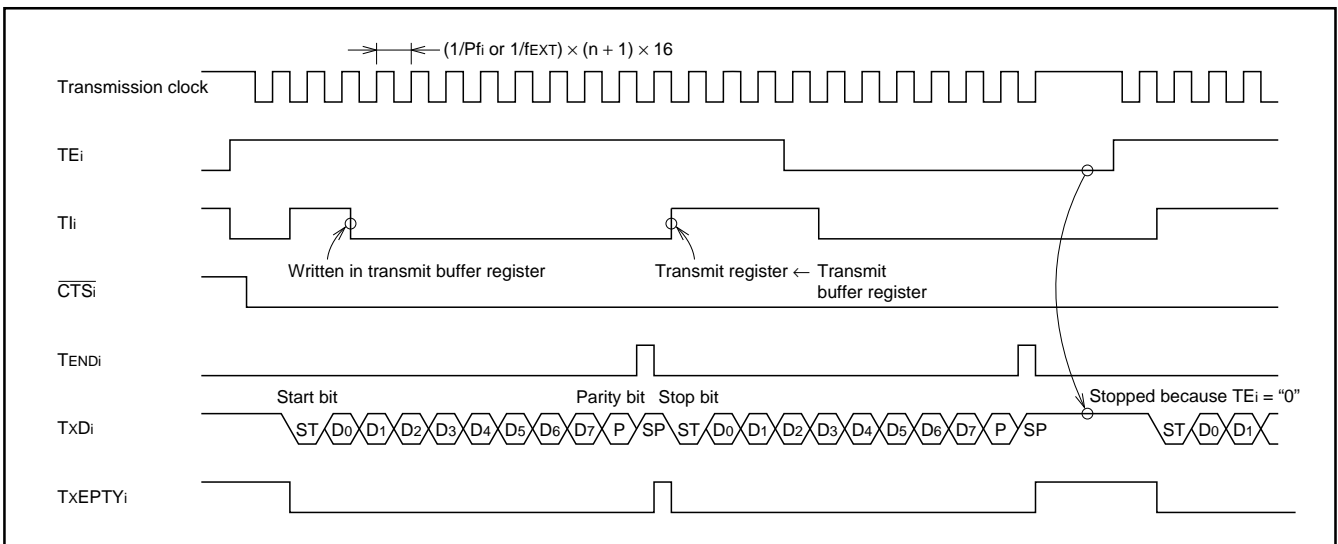 (1/Pfi or 1/fEXT) × (n + 1) × 16
Transmission clock
TEi
TIi
Written in transmit buffer register
Transmit register ← Transmit
buffer register
CTSi
TENDi
Start bit
Parity bit
Stop bit
Stopped because TEi = “0”
TXDi
ST D0 D1 D2 D3 D4 D5 D6 D7 P SP ST D0 D1 D2 D3 D4 D5 D6 D7 P SP ST D0 D1
TXEPTYi